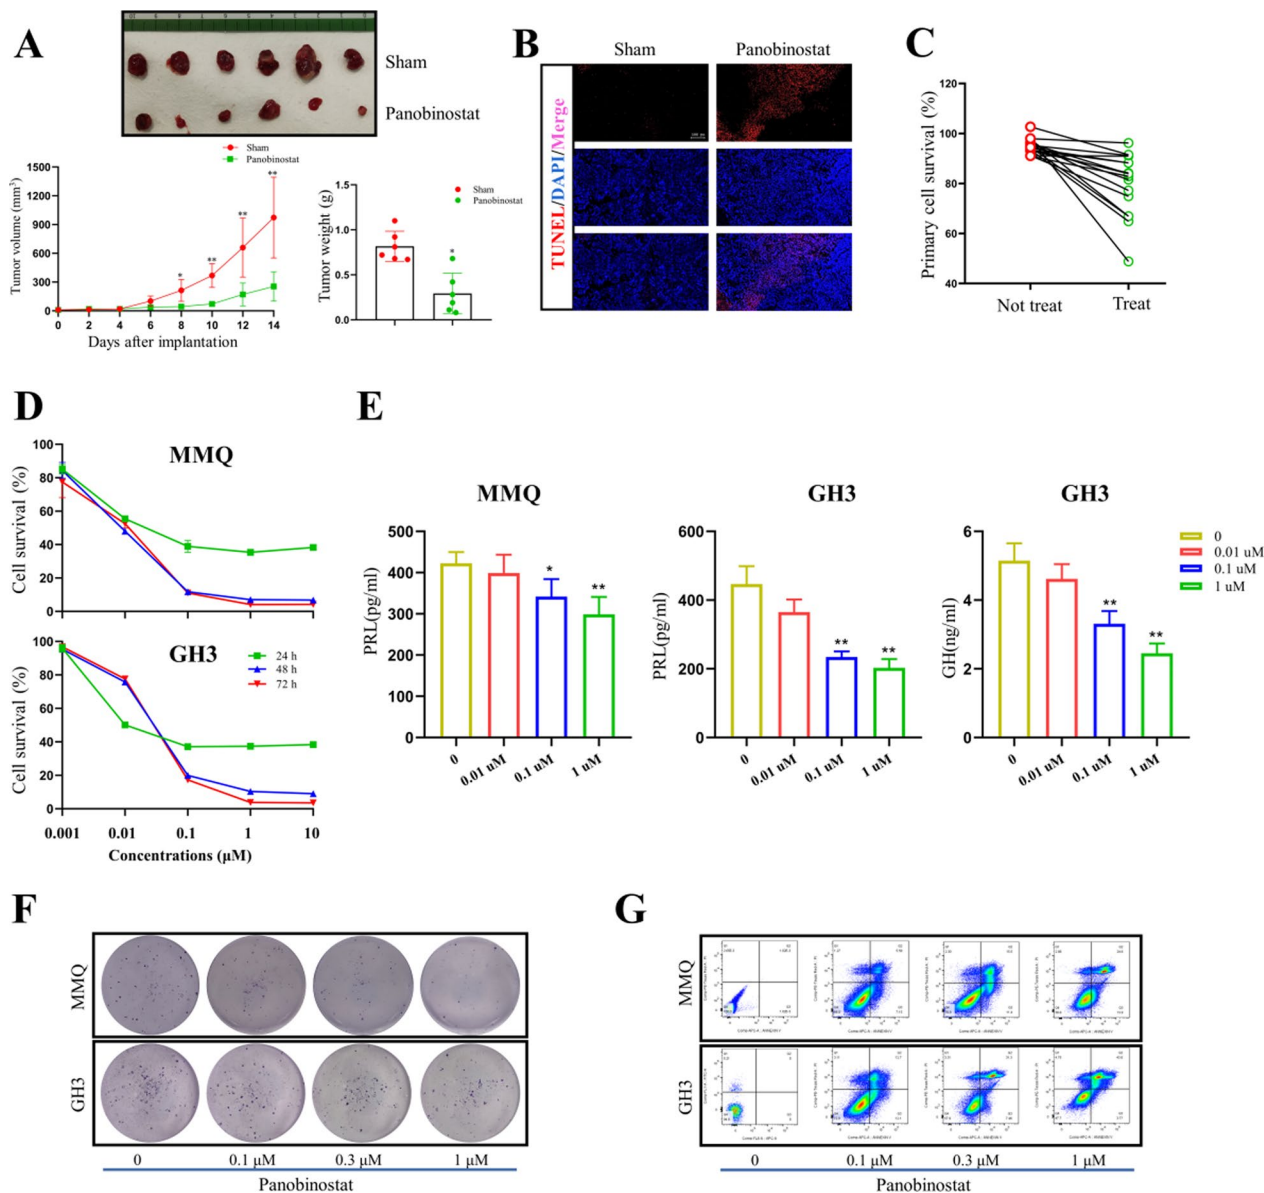 A
Sham
Panobinostat
Sham
Panobinostat
Tumor volume (mm³)
1500
1200
900
600
300
0
0 2 4 6 8 10 12 14
* ** ** **
Days after implantation
Tumor weight (g)
1.5
1.0
0.5
0.0
Sham
Panobinostat
*
B
Sham
Panobinostat
TUNEL/DAPI/Merge
C
Primary cell survival (%)
120
100
80
60
40
Not treat
Treat
D
MMQ
Cell survival (%)
100
80
60
40
20
0
GH3
24 h
48 h
72 h
Cell survival (%)
100
80
60
40
20
0
0.001 0.01 0.1 1 10
Concentrations (μM)
E
MMQ
PRL(pg/ml)
500
400
300
200
100
0
* **
0 0.01 uM 0.1 uM 1 uM
GH3
PRL(pg/ml)
600
400
200
0
** **
0 0.01 uM 0.1 uM 1 uM
GH3
GH(ng/ml)
6
4
2
0
** **
0 0.01 uM 0.1 uM 1 uM
0
0.01 uM
0.1 uM
1 uM
F
MMQ
GH3
0 0.1 μM 0.3 μM 1 μM
Panobinostat
G
MMQ
GH3
0 0.1 μM 0.3 μM 1 μM
Panobinostat